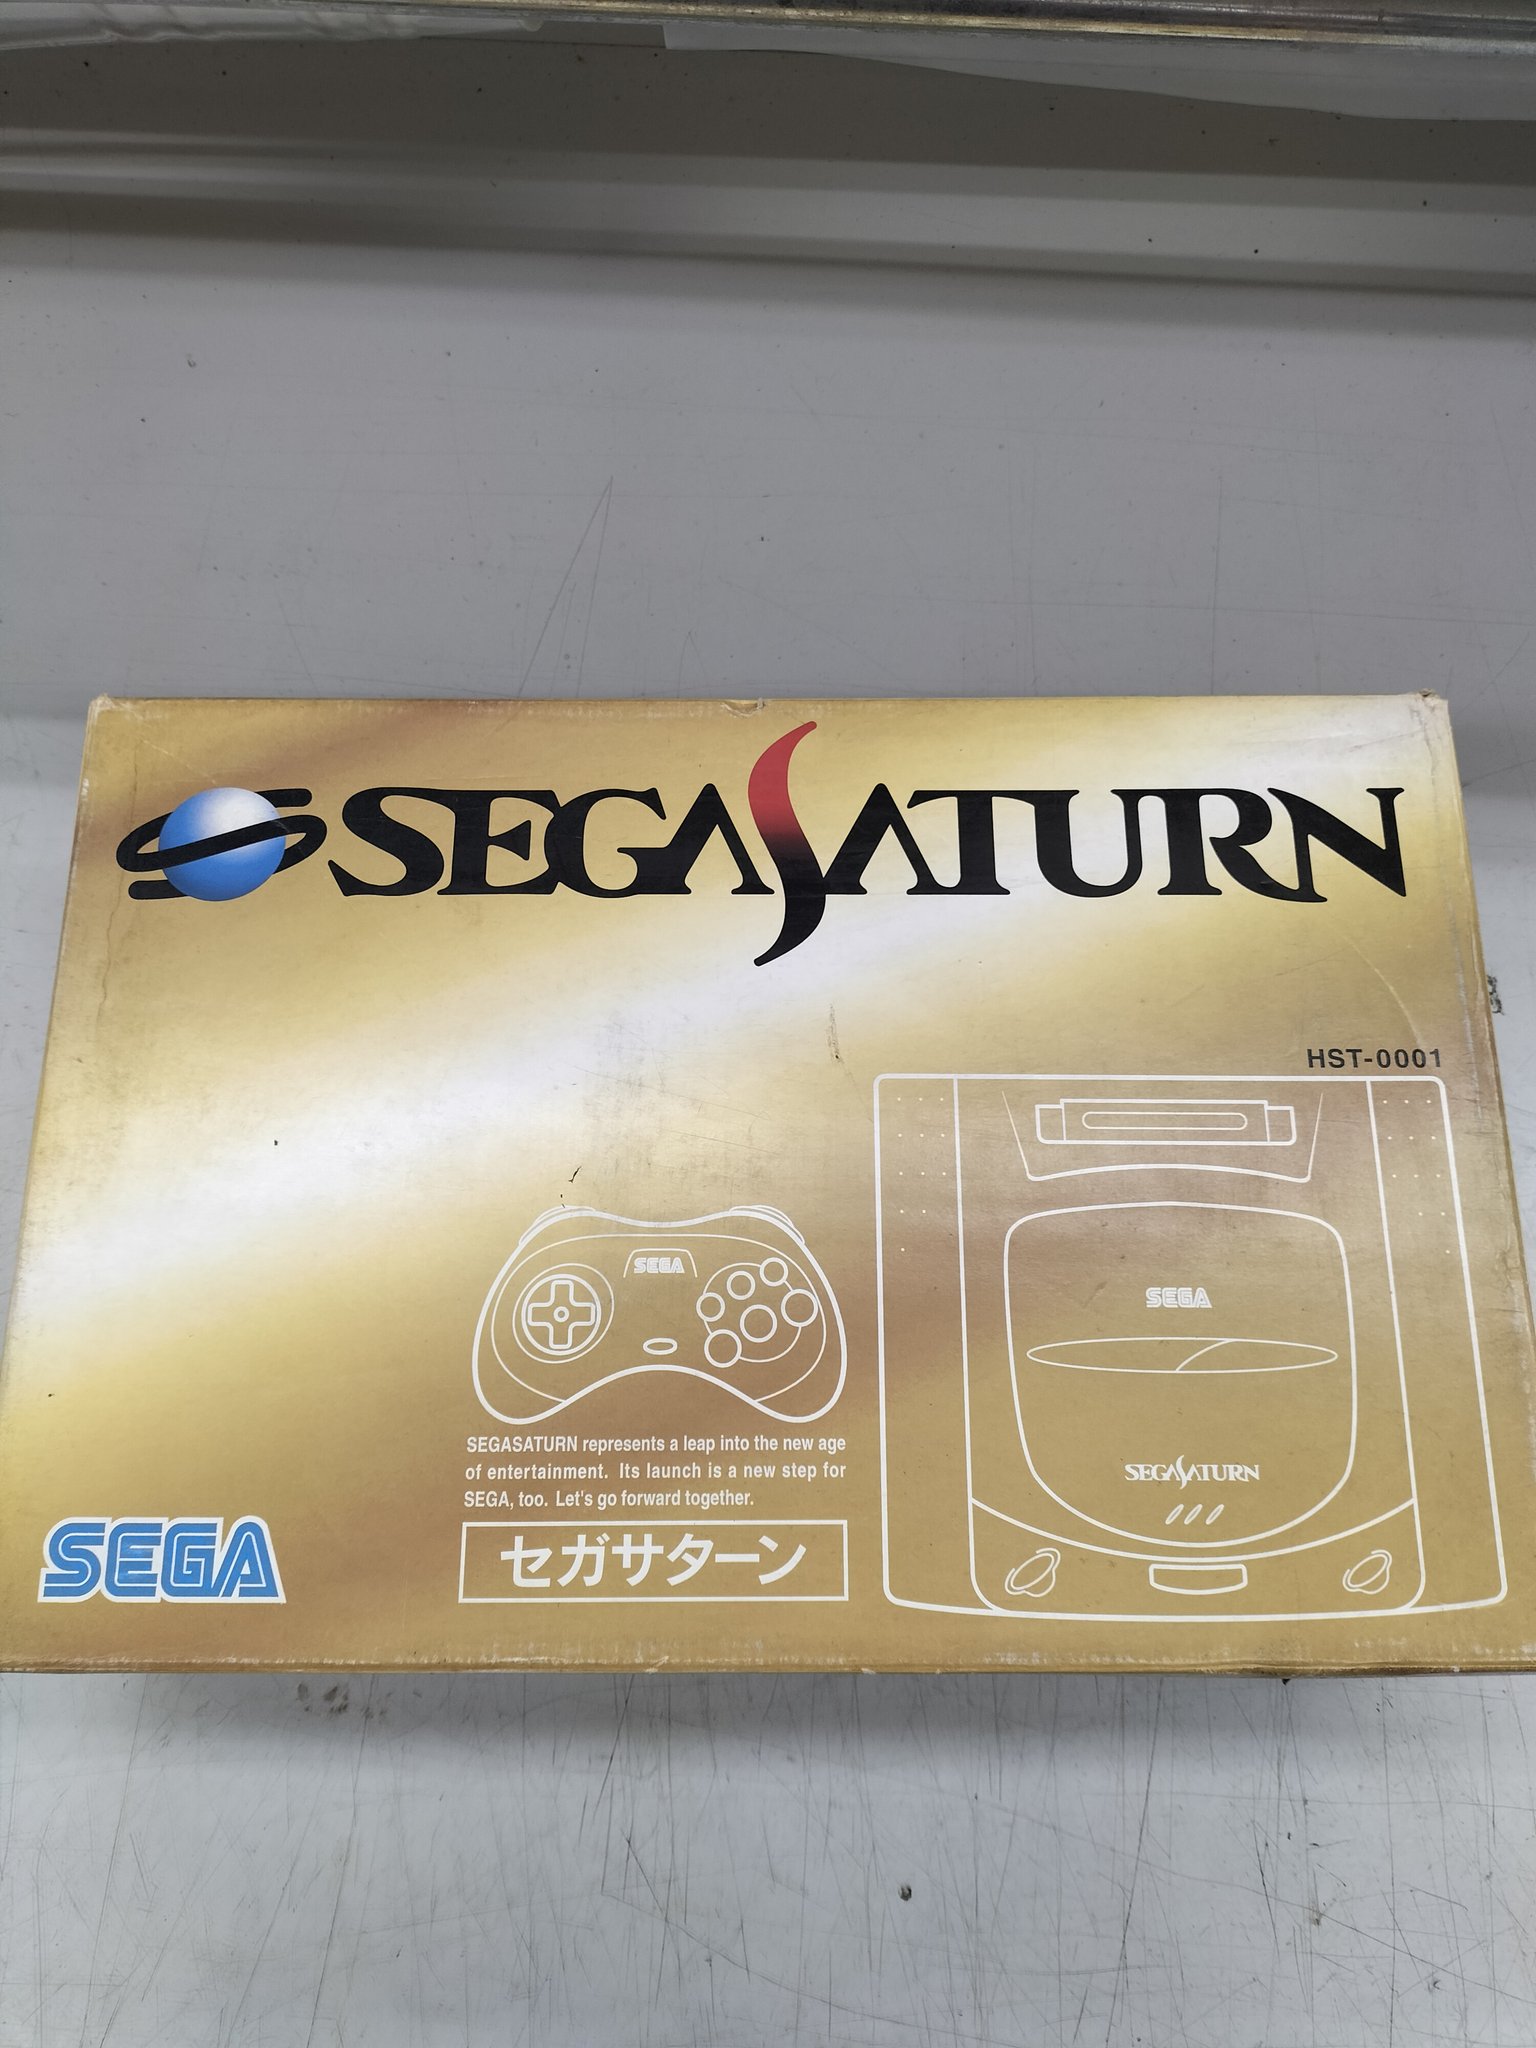 SEGASATURN
HST-0001
SEGA
SEGA
SEGASATURN
SEGASATURN represents a leap into the new age
of entertainment. Its launch is a new step for
SEGA, too. Let's go forward together.
セガサターン
SEGA